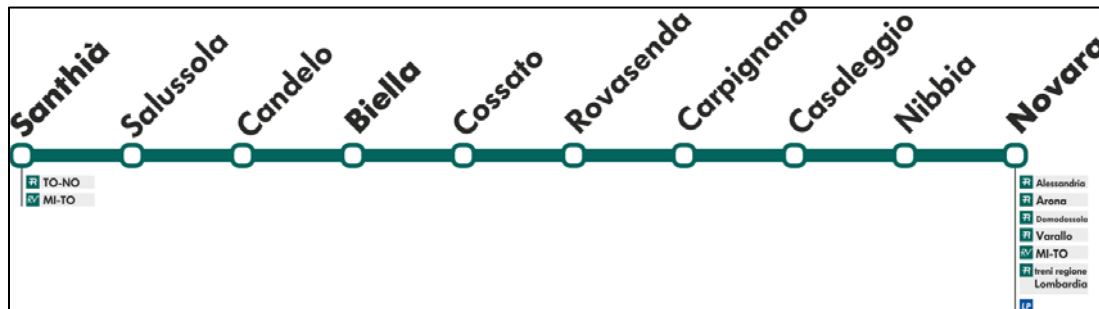 Santhià
Salussola
Candelo
Biella
Cossato
Rovasenda
Carpignano
Casaleggio
Nibbia
Novara
R TO-NO
RV MI-TO
R Alessandria
R Arona
R Domodossola
R Varallo
RV MI-TO
R treni regione
Lombardia